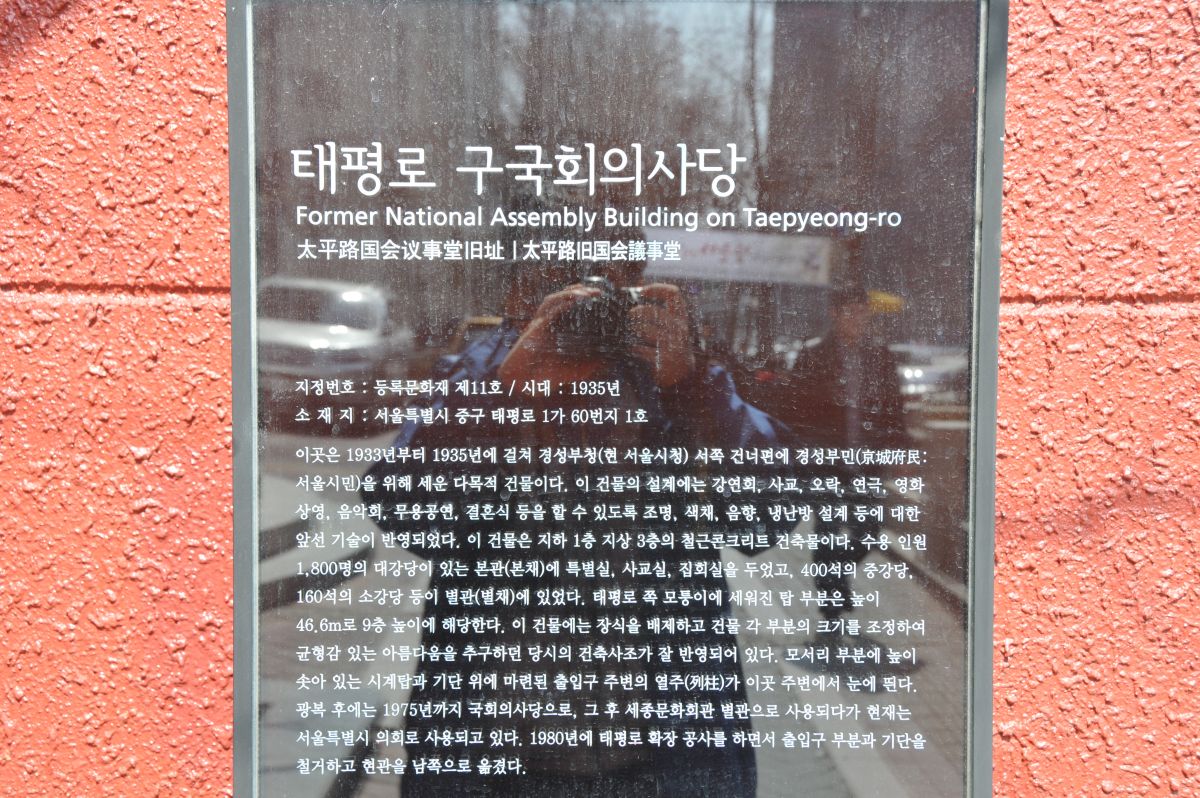 태평로 구국회의사당
Former National Assembly Building on Taepyeong-ro
太平路国会议事堂旧址 | 太平路旧国会議事堂
지정번호 : 등록문화재 제11호 / 시대 : 1935년
소 재 지 : 서울특별시 중구 태평로 1가 60번지 1호
이곳은 1933년부터 1935년에 걸쳐 경성부청(현 서울시청) 서쪽 건너편에 경성부민(京城府民:
서울시민)을 위해 세운 다목적 건물이다. 이 건물의 설계에는 강연회, 사교, 오락, 연극, 영화
상영, 음악회, 무용공연, 결혼식 등을 할 수 있도록 조명, 색채, 음향, 냉난방 설계 등에 대한
앞선 기술이 반영되었다. 이 건물은 지하 1층 지상 3층의 철근콘크리트 건축물이다. 수용 인원
1,800명의 대강당이 있는 본관(본채)에 특별실, 사교실, 집회실을 두었고, 400석의 중강당,
160석의 소강당 등이 별관(별채)에 있었다. 태평로 쪽 모퉁이에 세워진 탑 부분은 높이
46.6m로 9층 높이에 해당한다. 이 건물에는 장식을 배제하고 건물 각 부분의 크기를 조정하여
균형감 있는 아름다움을 추구하던 당시의 건축사조가 잘 반영되어 있다. 모서리 부분에 높이
솟아 있는 시계탑과 기단 위에 마련된 출입구 주변의 열주(列柱)가 이곳 주변에서 눈에 띈다.
광복 후에는 1975년까지 국회의사당으로, 그 후 세종문화회관 별관으로 사용되다가 현재는
서울특별시 의회로 사용되고 있다. 1980년에 태평로 확장 공사를 하면서 출입구 부분과 기단을
철거하고 현관을 남쪽으로 옮겼다.